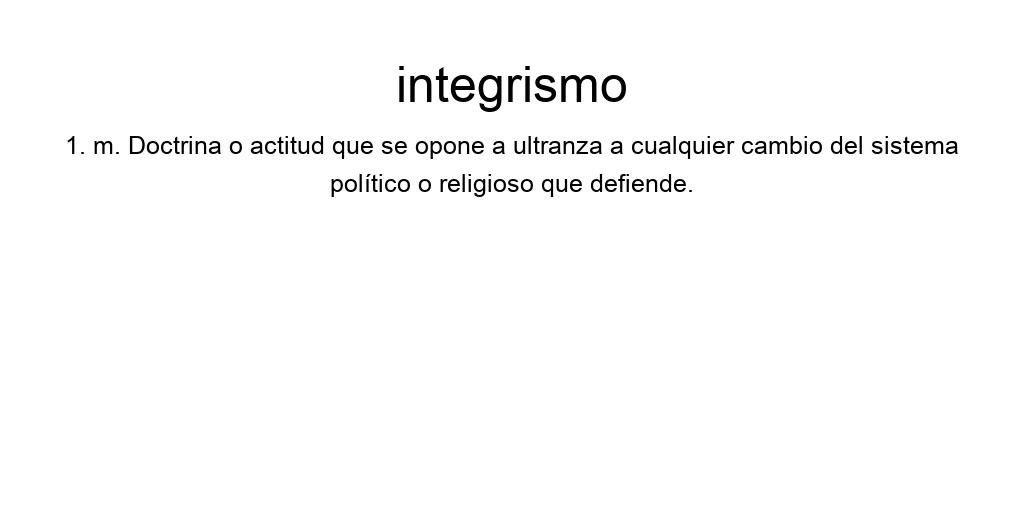 integrismo
1. m. Doctrina o actitud que se opone a ultranza a cualquier cambio del sistema
político o religioso que defiende.